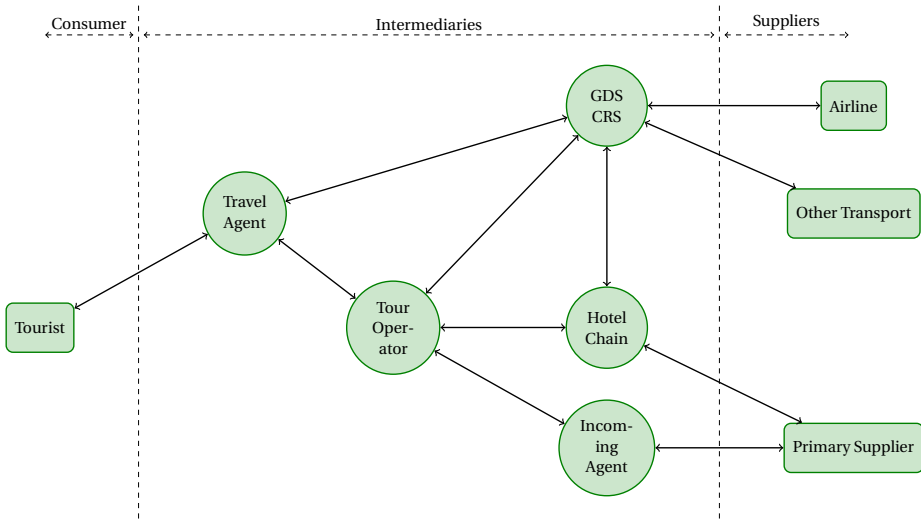 Consumer
Intermediaries
Suppliers
GDS
CRS
Airline
Travel
Agent
Other Transport
Tourist
Tour
Oper-
ator
Hotel
Chain
Incom-
ing
Agent
Primary Supplier